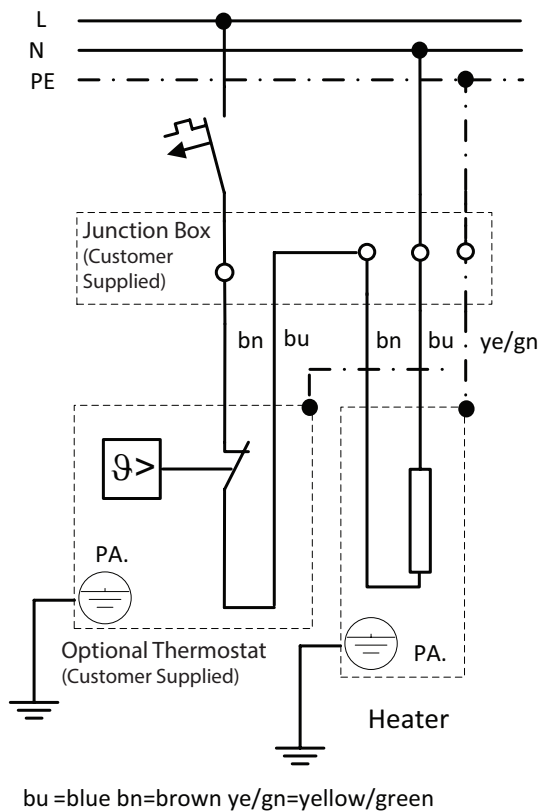 L
N
PE
Junction Box
(Customer
Supplied)
bn bu bn bu ye/gn
ϑ>
PA.
PA.
Optional Thermostat
(Customer Supplied)
Heater
bu =blue bn=brown ye/gn=yellow/green